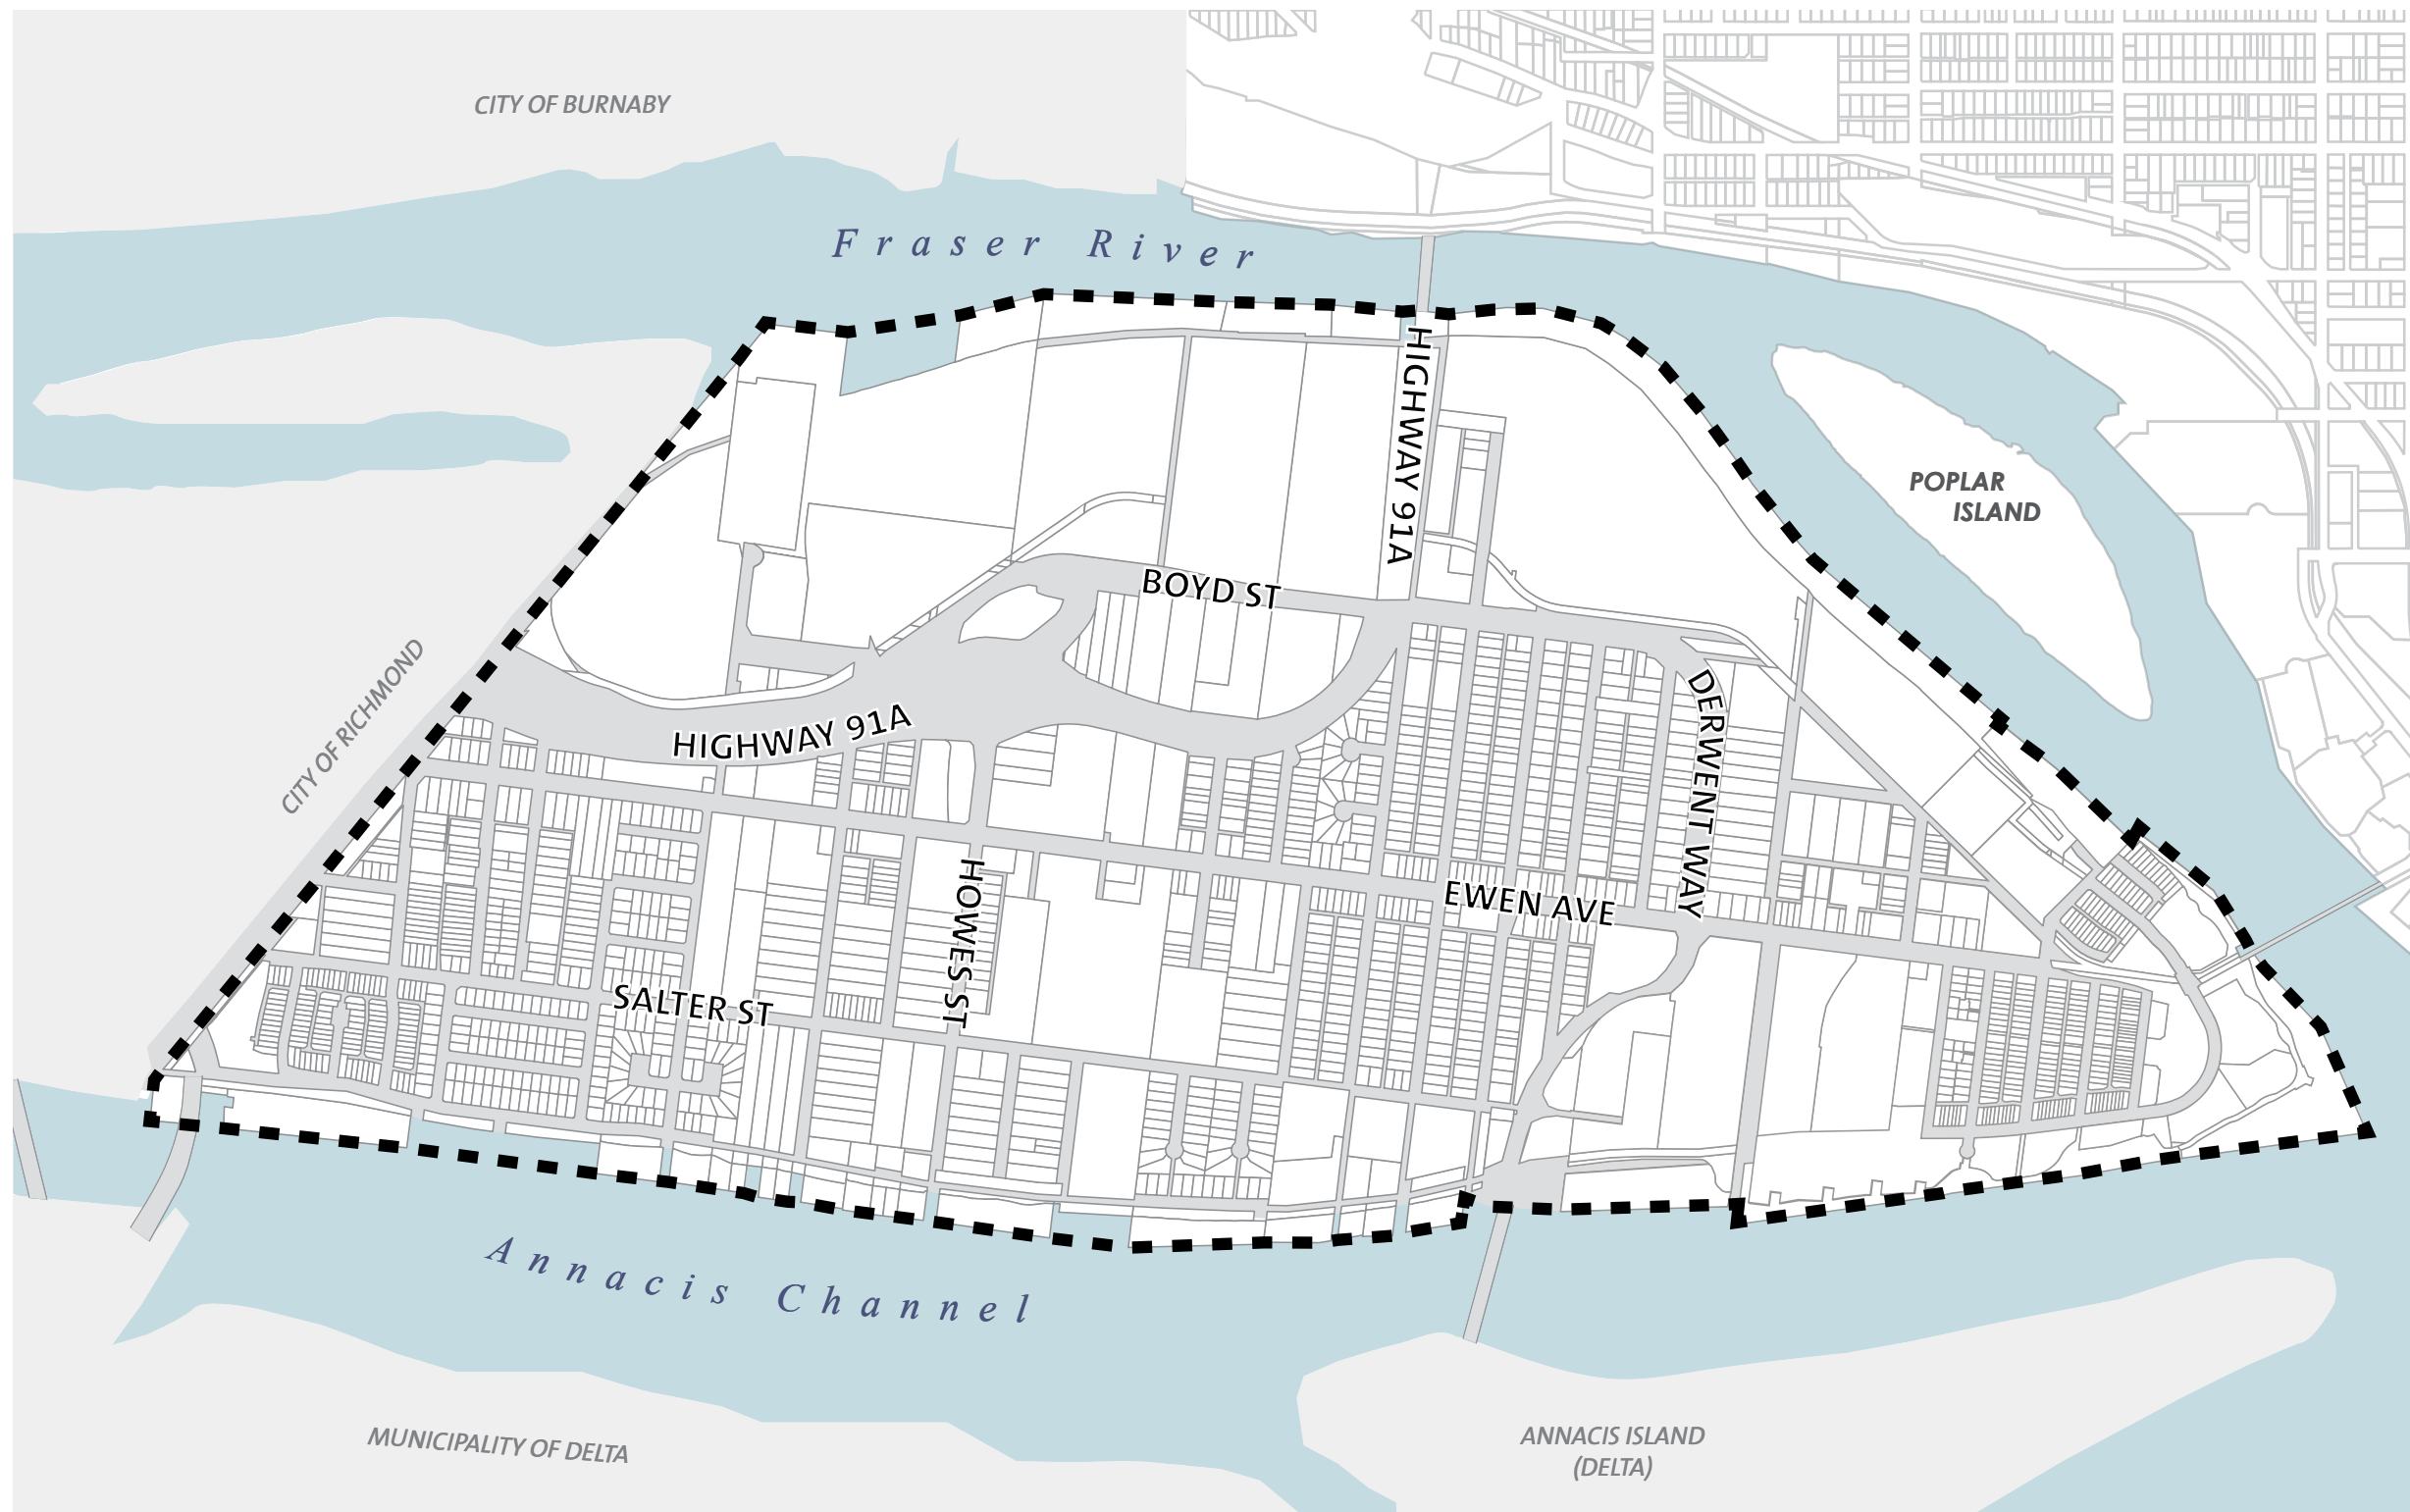 CITY OF BURNABY
Fraser River
HIGHWAY 91A
POPLAR
ISLAND
BOYD ST
CITY OF RICHMOND
HIGHWAY 91A
DERWENT WAY
HOWES ST
EWEN AVE
SALTER ST
Annacis Channel
MUNICIPALITY OF DELTA
ANNACIS ISLAND
(DELTA)